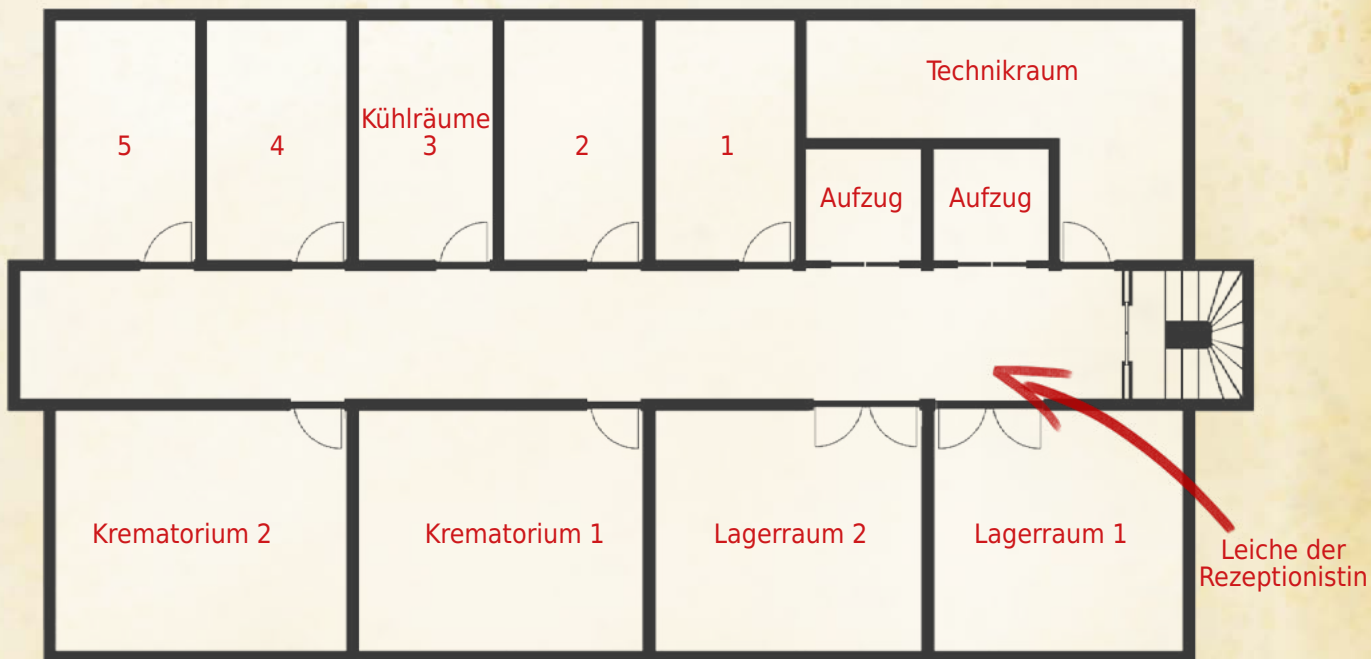 Technikraum
Kühlräume
5
4
3
2
1
Aufzug
Aufzug
Krematorium 2
Krematorium 1
Lagerraum 2
Lagerraum 1
Leiche der
Rezeptionistin